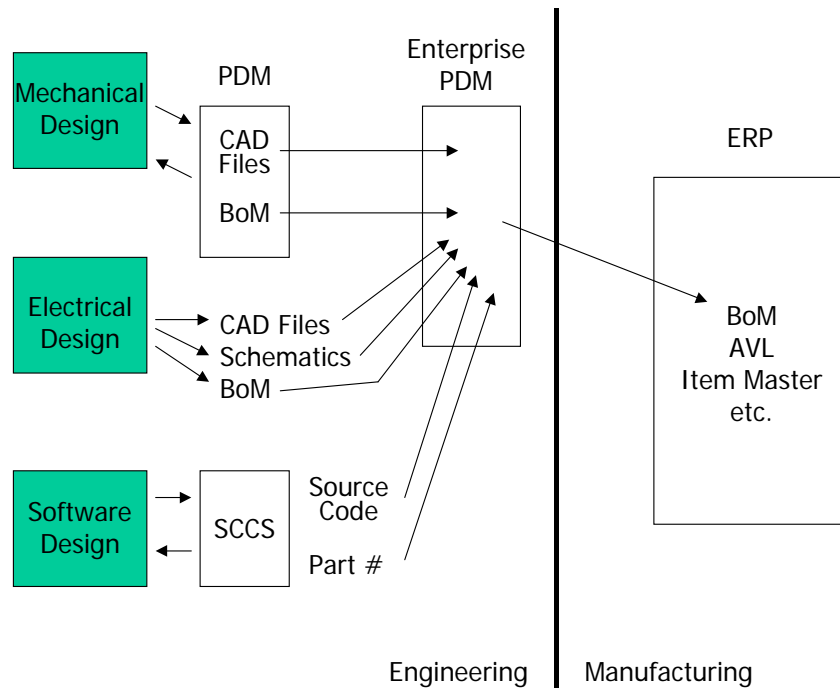 Mechanical
Design
PDM
CAD
Files
BoM
Enterprise
PDM
ERP
Electrical
Design
CAD Files
Schematics
BoM
BoM
AVL
Item Master
etc.
Software
Design
SCCS
Source
Code
Part #
Engineering
Manufacturing